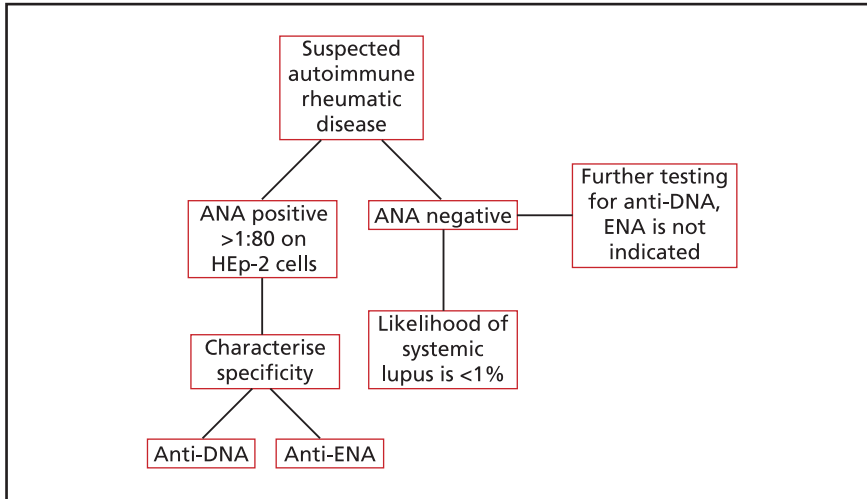 Suspected
autoimmune
rheumatic
disease
ANA positive
>1:80 on
HEp-2 cells
ANA negative
Further testing
for anti-DNA,
ENA is not
indicated
Characterise
specificity
Likelihood of
systemic
lupus is <1%
Anti-DNA
Anti-ENA